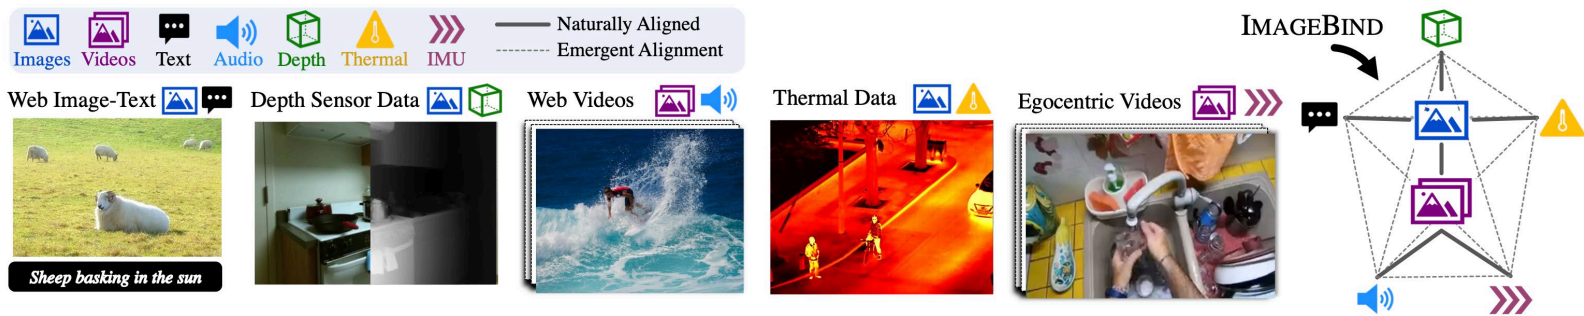 Images Videos Text Audio Depth Thermal IMU
Naturally Aligned
Emergent Alignment
IMAGEBIND
Web Image-Text
Depth Sensor Data
Web Videos
Thermal Data
Egocentric Videos
Sheep basking in the sun